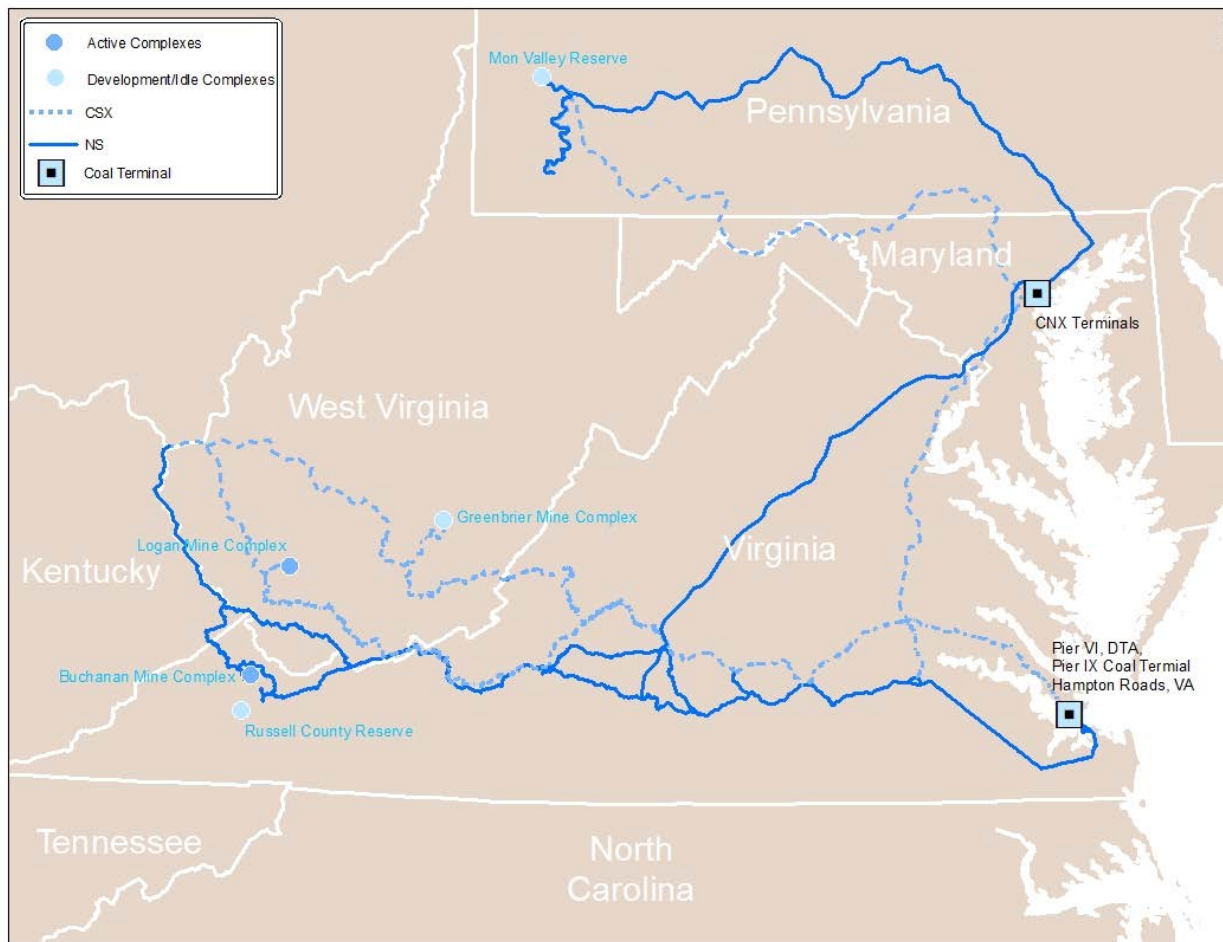 Active Complexes
Development/Idle Complexes
CSX
NS
Coal Terminal
Mon Valley Reserve
Pennsylvania
Maryland
CNX Terminals
West Virginia
Greenbrier Mine Complex
Logan Mine Complex
Virginia
Kentucky
Buchanan Mine Complex
Russell County Reserve
Pier VI, DTA,
Pier IX Coal Termial
Hampton Roads, VA
Tennessee
North
Carolina